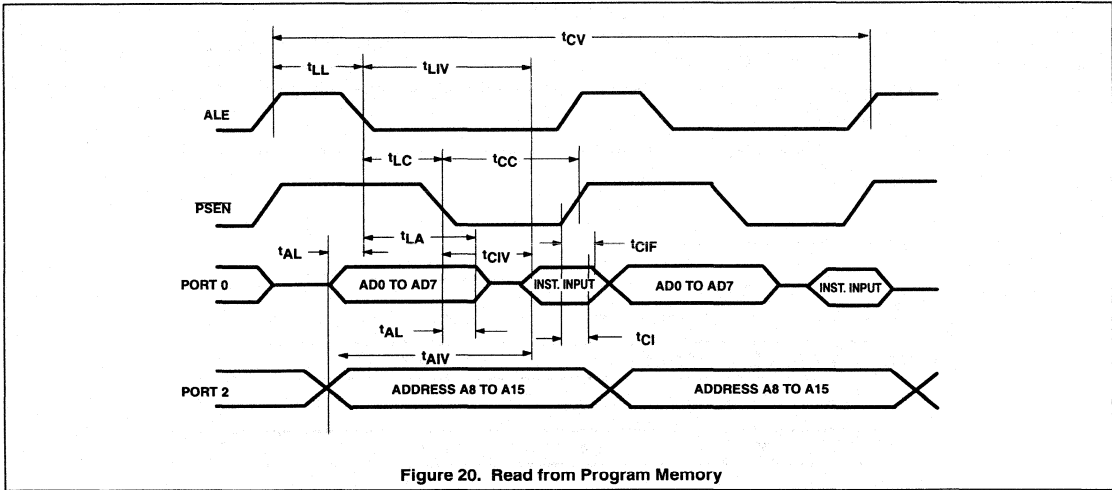 tCV
tLL
tLIV
ALE
tLC
tCC
PSEN
tLA
tCIF
tAL
tCIV
PORT 0
AD0 TO AD7
INST. INPUT
AD0 TO AD7
INST. INPUT
tAL
tCI
tAIV
PORT 2
ADDRESS A8 TO A15
ADDRESS A8 TO A15
Figure 20. Read from Program Memory